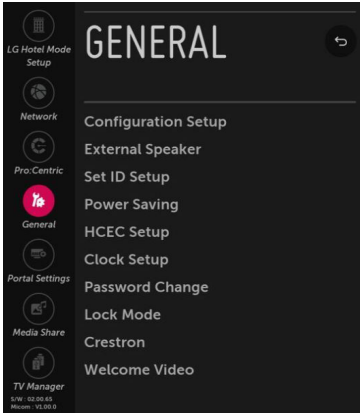 LG Hotel Mode
Setup
Network
Pro:Centric
General
Portal Settings
Media Share
TV Manager
S/W : 02.00.65
Micom : V1.00.0
GENERAL
Configuration Setup
External Speaker
Set ID Setup
Power Saving
HCEC Setup
Clock Setup
Password Change
Lock Mode
Crestron
Welcome Video